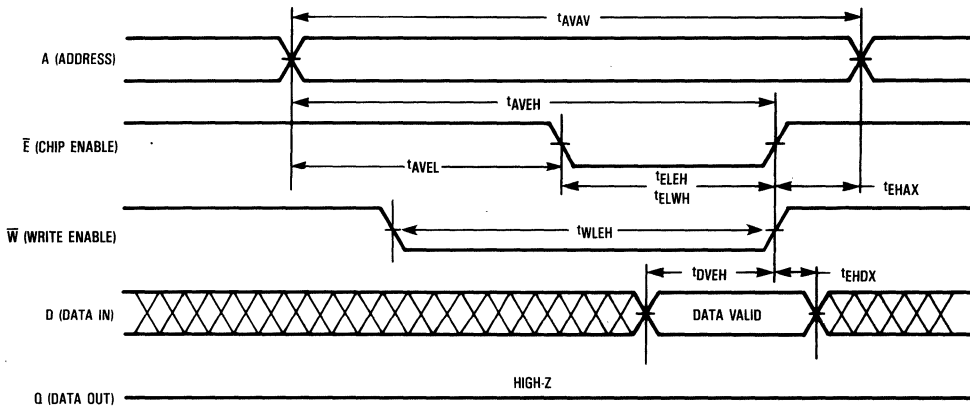 tAVAV
A (ADDRESS)
tAVEH
E̅ (CHIP ENABLE)
tAVEL
tELEH
tELWH
tEHAX
W̅ (WRITE ENABLE)
tWLEH
tDVEH
tEHDX
D (DATA IN)
DATA VALID
HIGH-Z
Q (DATA OUT)